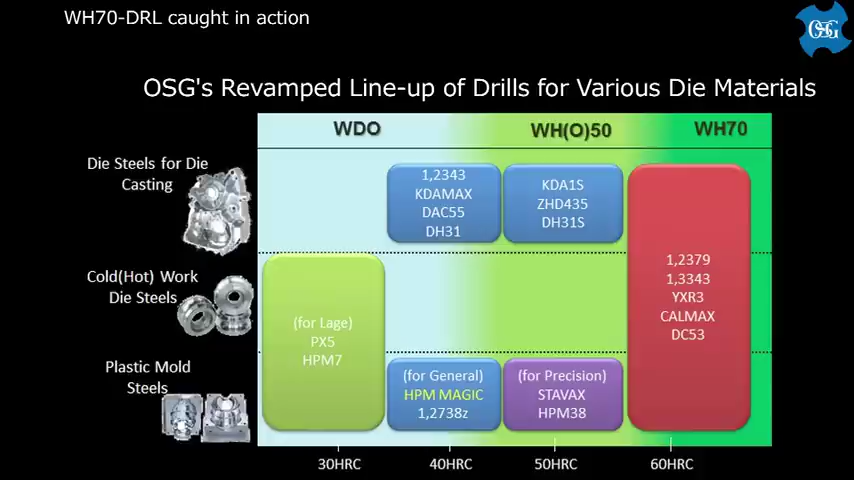 WH70-DRL caught in action
OSG
OSG's Revamped Line-up of Drills for Various Die Materials
WDO
WH(O)50
WH70
Die Steels for Die
Casting
1,2343
KDAMAX
DAC55
DH31
KDA1S
ZHD435
DH31S
Cold(Hot) Work
Die Steels
(for Lage)
PX5
HPM7
1,2379
1,3343
YXR3
CALMAX
DC53
Plastic Mold
Steels
(for General)
HPM MAGIC
1,2738z
(for Precision)
STAVAX
HPM38
30HRC
40HRC
50HRC
60HRC